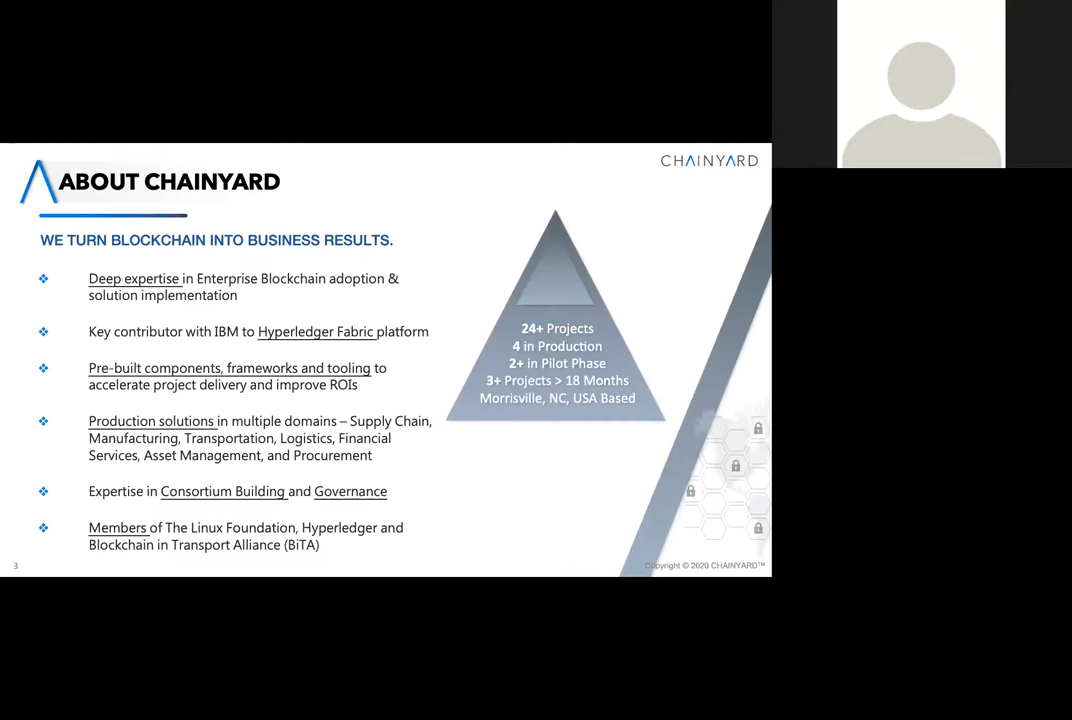 CHAINYARD
ABOUT CHAINYARD
WE TURN BLOCKCHAIN INTO BUSINESS RESULTS.
Deep expertise in Enterprise Blockchain adoption &
solution implementation
Key contributor with IBM to Hyperledger Fabric platform
Pre-built components, frameworks and tooling to
accelerate project delivery and improve ROIs
Production solutions in multiple domains – Supply Chain,
Manufacturing, Transportation, Logistics, Financial
Services, Asset Management, and Procurement
Expertise in Consortium Building and Governance
Members of The Linux Foundation, Hyperledger and
Blockchain in Transport Alliance (BiTA)
24+ Projects
4 in Production
2+ in Pilot Phase
3+ Projects > 18 Months
Morrisville, NC, USA Based
3
Copyright © 2020 CHAINYARD™